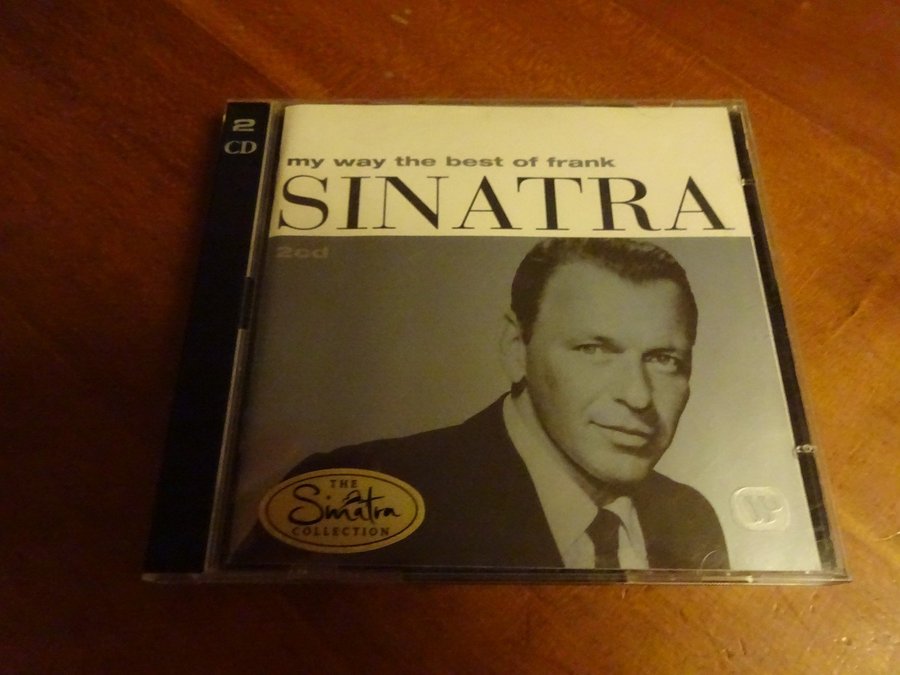 2
CD
my way the best of frank
SINATRA
2cd
THE
Sinatra
COLLECTION